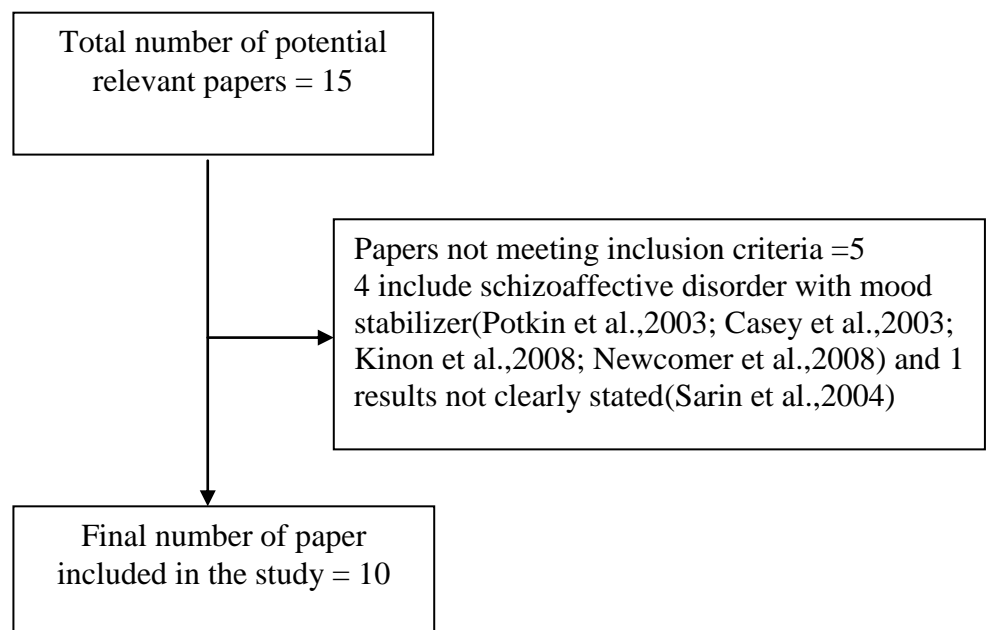 Total number of potential
relevant papers = 15
Papers not meeting inclusion criteria =5
4 include schizoaffective disorder with mood
stabilizer(Potkin et al.,2003; Casey et al.,2003;
Kinon et al.,2008; Newcomer et al.,2008) and 1
results not clearly stated(Sarin et al.,2004)
Final number of paper
included in the study = 10